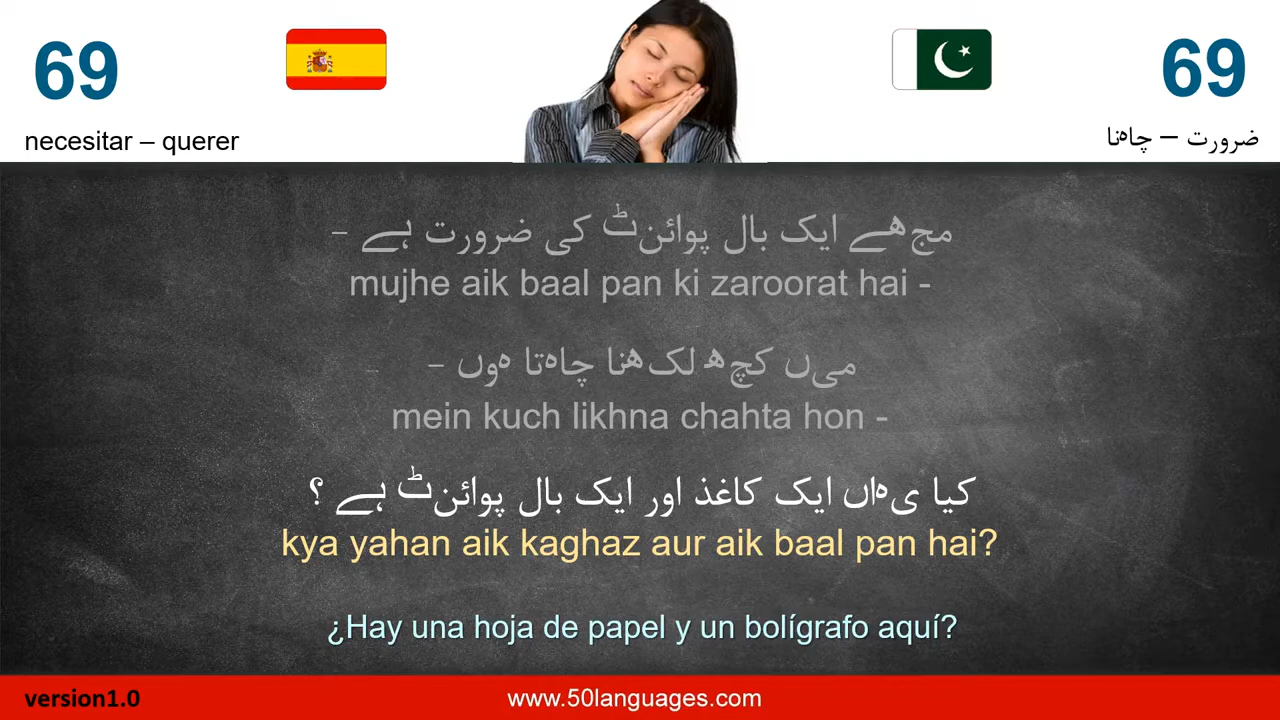 69
69
necesitar – querer
ضرورت – چاہنا
مجھے ایک بال پوائنٹ کی ضرورت ہے -
mujhe aik baal pan ki zaroorat hai -
میں کچھ لکھنا چاہتا ہوں -
mein kuch likhna chahta hon -
کیا یہاں ایک کاغذ اور ایک بال پوائنٹ ہے ؟
kya yahan aik kaghaz aur aik baal pan hai?
¿Hay una hoja de papel y un bolígrafo aquí?
version1.0
www.50languages.com